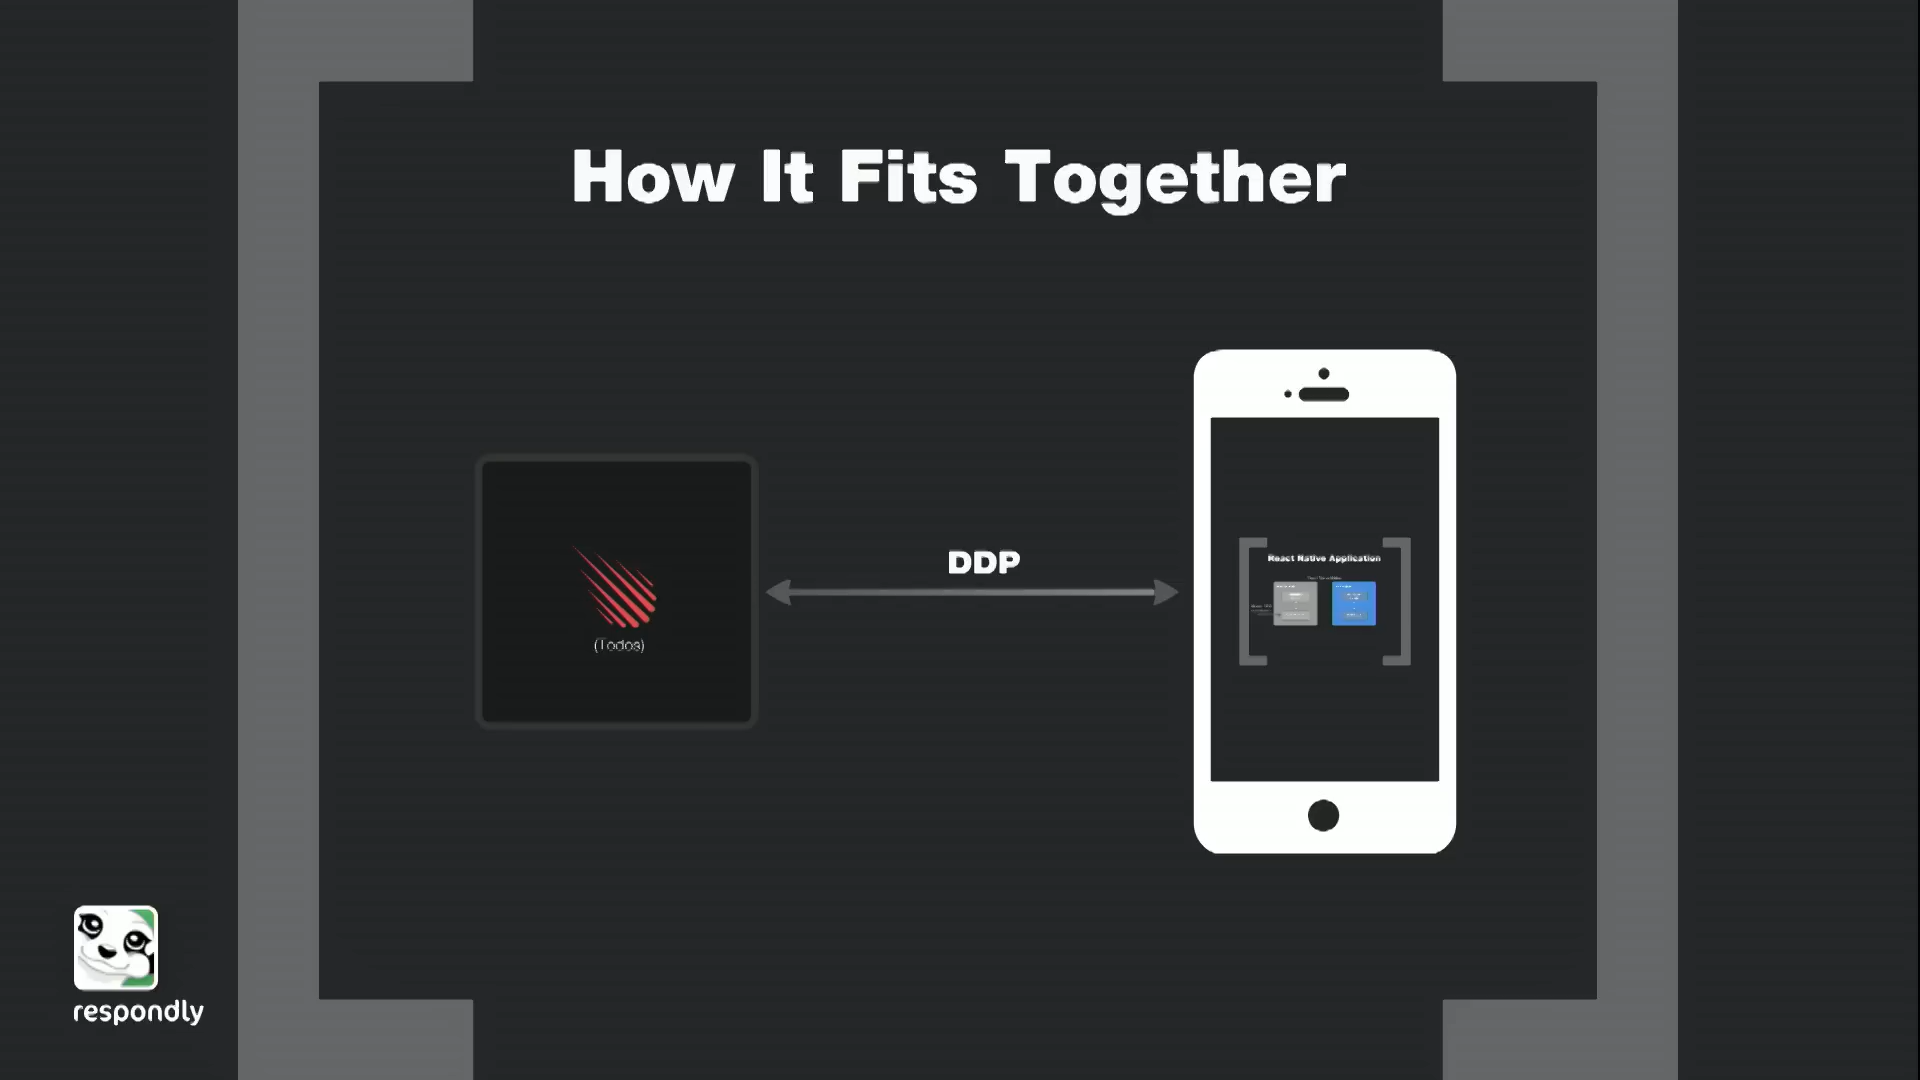 How It Fits Together
DDP
React Native Application
(Todos)
respondly